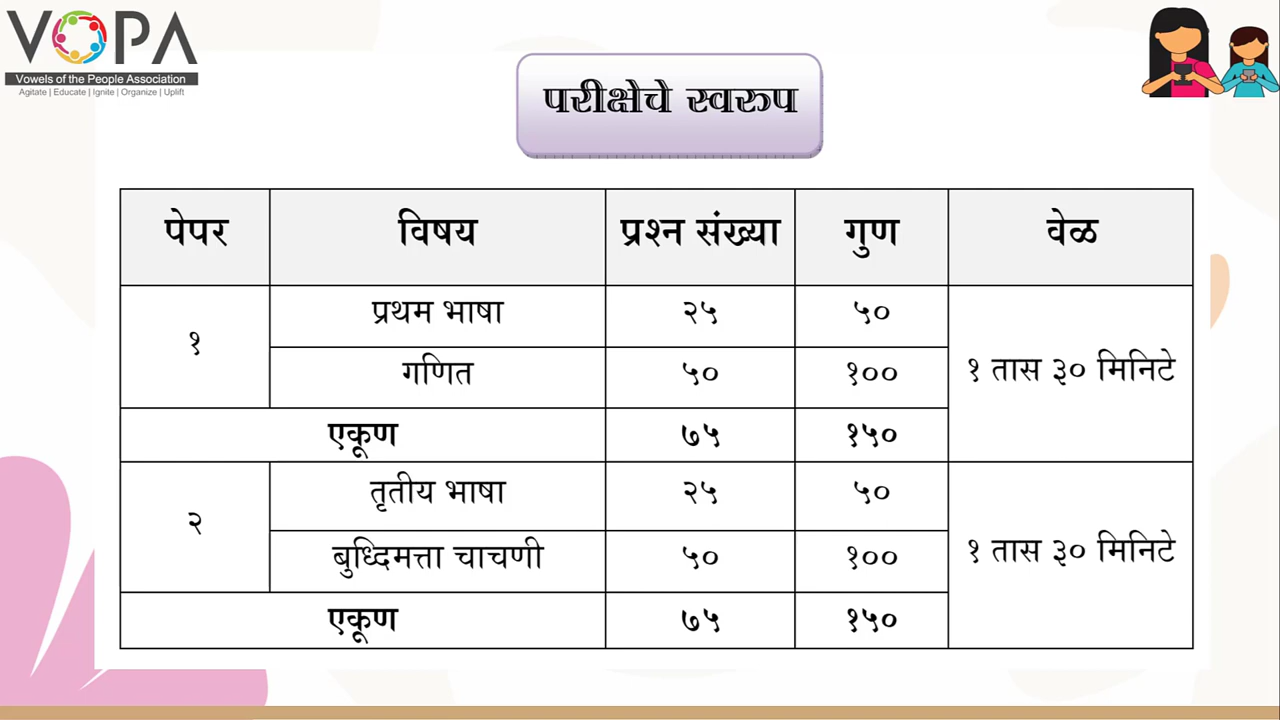 VOPA
Vowels of the People Association
Agitate | Educate | Ignite | Organize | Uplift
परीक्षेचे स्वरुप
पेपर विषय प्रश्न संख्या गुण वेळ
१ प्रथम भाषा २५ ५० १ तास ३० मिनिटे
गणित ५० १००
एकूण ७५ १५०
२ तृतीय भाषा २५ ५० १ तास ३० मिनिटे
बुध्दिमत्ता चाचणी ५० १००
एकूण ७५ १५०